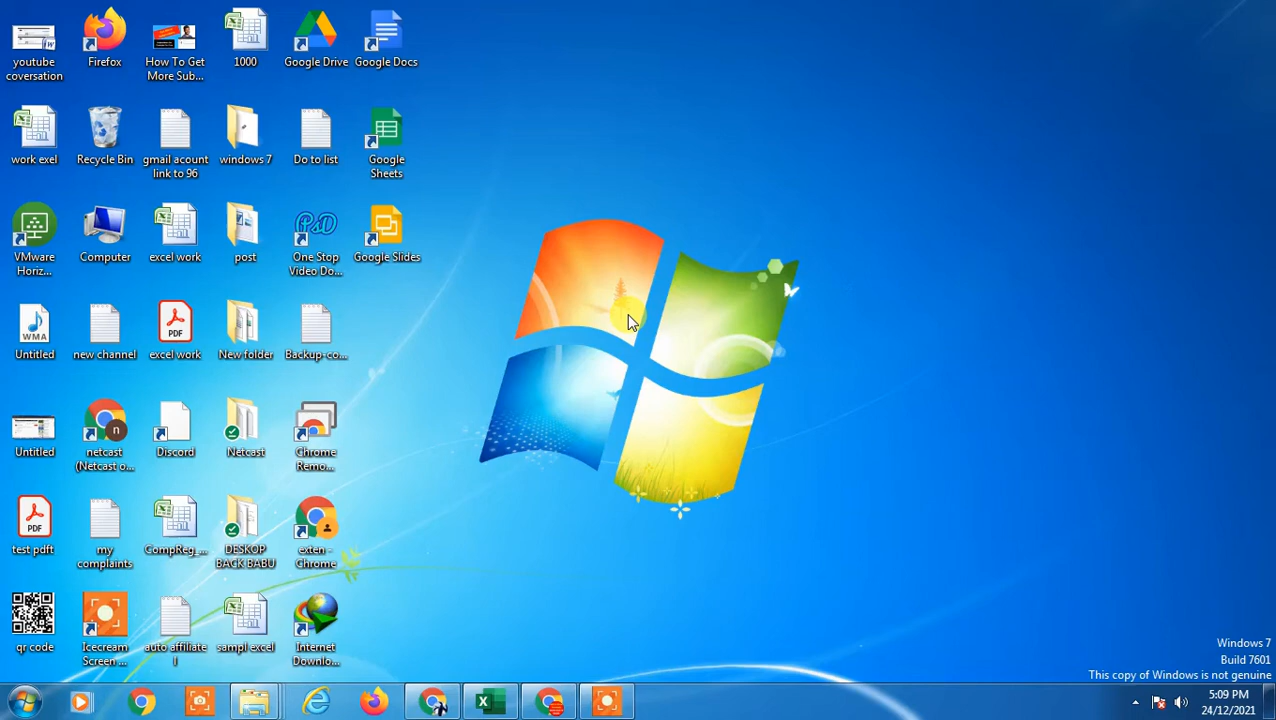 youtube
coversation
Firefox
How To Get
More Sub...
1000
Google Drive
Google Docs
work exel
Recycle Bin
gmail acount
link to 96
windows 7
Do to list
Google
Sheets
VMware
Horiz...
Computer
excel work
post
One Stop
Video Do...
Google Slides
WMA
Untitled
new channel
PDF
excel work
New folder
Backup-co...
Untitled
n
netcast
(Netcast o...
Discord
Netcast
Chrome
Remo...
PDF
test pdft
my
complaints
CompReg_...
DESKOP
BACK BABU
exten -
Chrome
qr code
Icecream
Screen ...
auto affiliate
l
sampl excel
Internet
Downlo...
Windows 7
Build 7601
This copy of Windows is not genuine
5:09 PM
24/12/2021